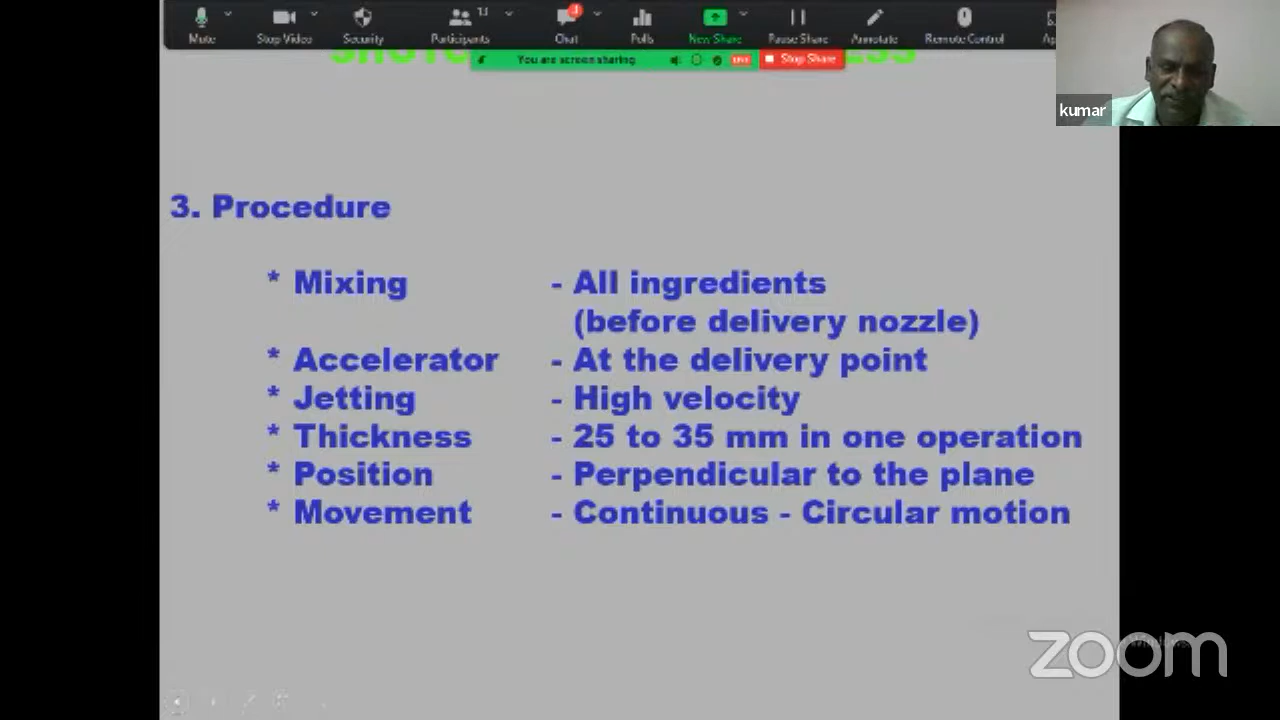 Mute
Stop Video
Security
Participants
Chat
Polls
New Share
Pause Share
Annotate
Remote Control
You are screen sharing
LIVE
Stop Share
kumar
3. Procedure
* Mixing - All ingredients
(before delivery nozzle)
* Accelerator - At the delivery point
* Jetting - High velocity
* Thickness - 25 to 35 mm in one operation
* Position - Perpendicular to the plane
* Movement - Continuous - Circular motion
zoom